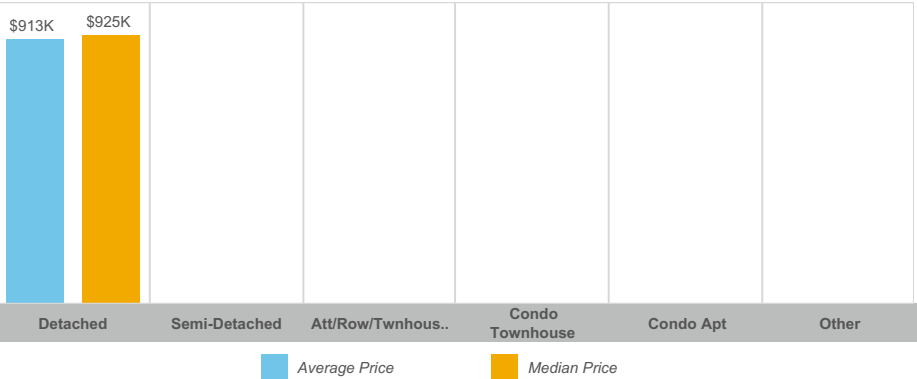 $913K
$925K
Detached
Semi-Detached
Att/Row/Twnhous..
Condo
Townhouse
Condo Apt
Other
Average Price
Median Price